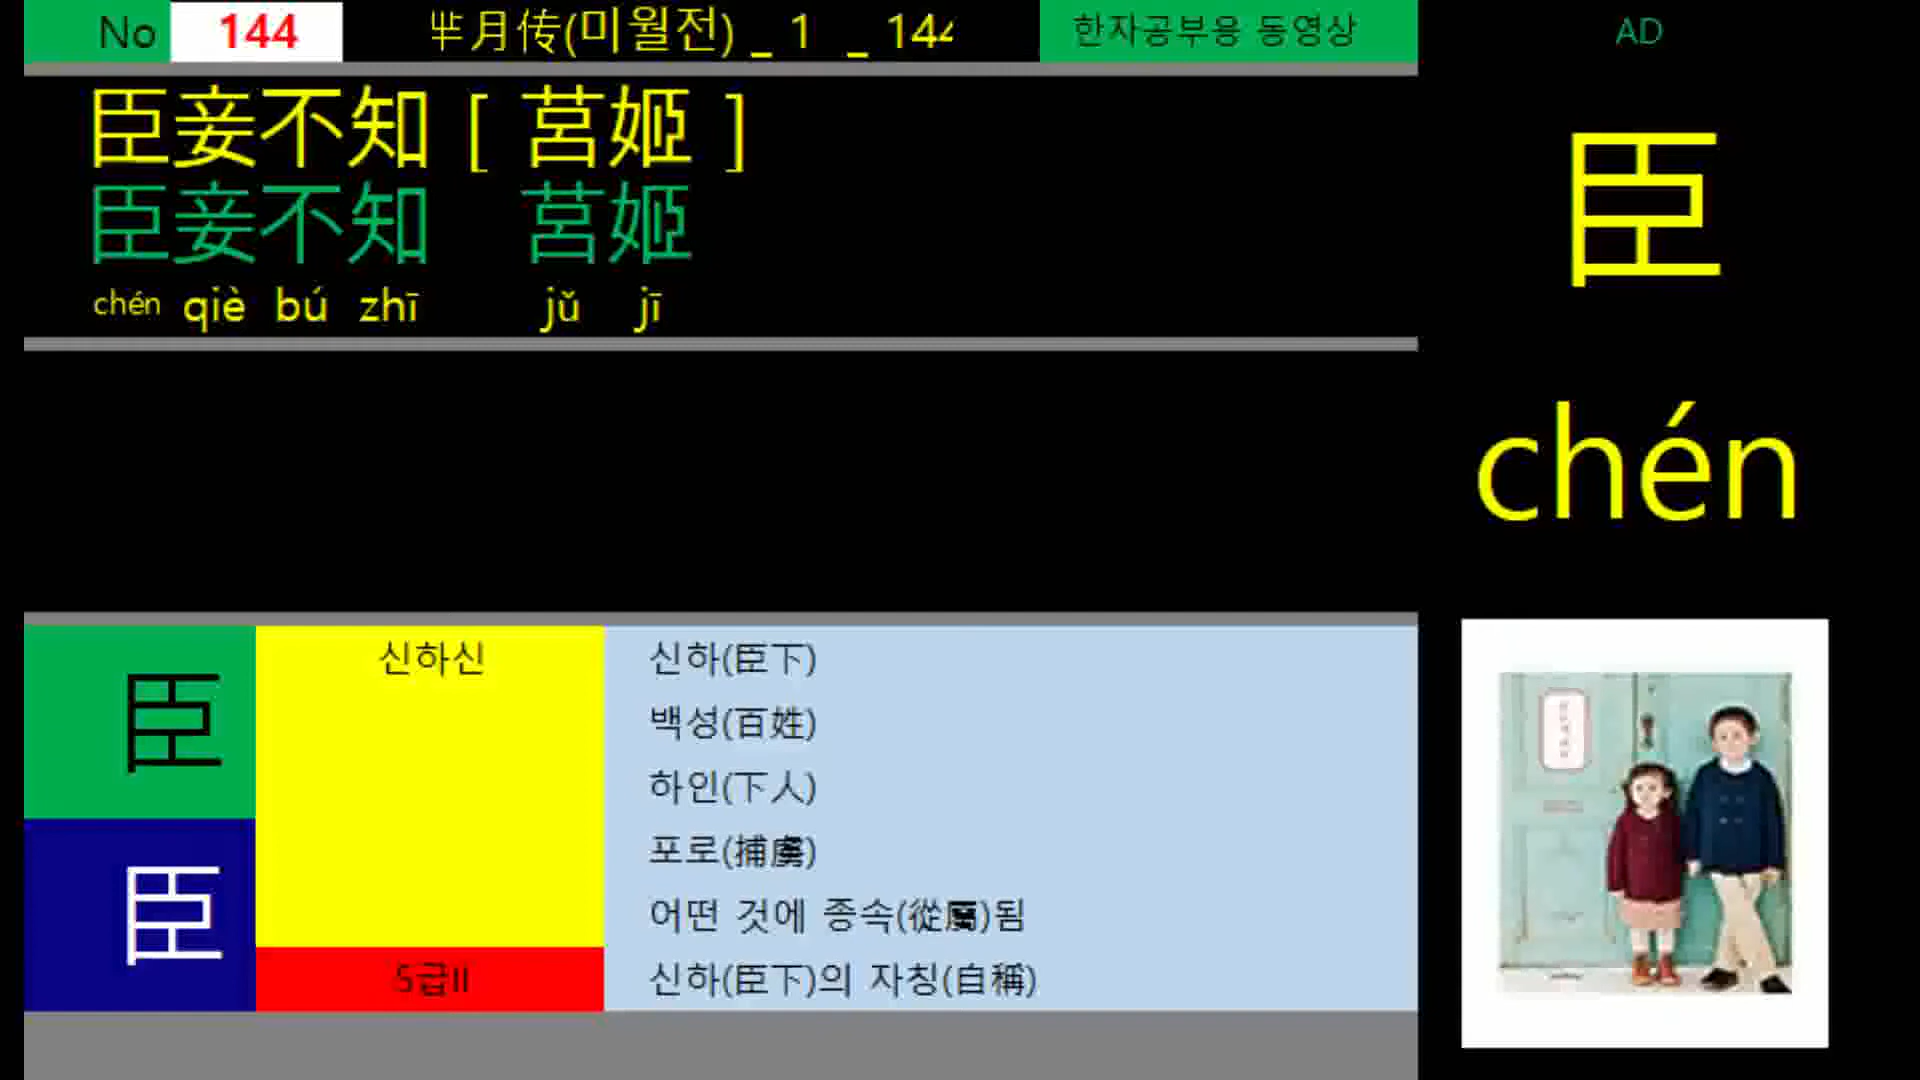 No 144 芈月传(미월전) _ 1 _ 144 한자공부용 동영상 AD
臣妾不知 [ 莒姬 ]
臣妾不知 莒姬
chén qiè bú zhī jǔ jī
臣
chén
臣 신하신 신하(臣下)
백성(百姓)
하인(下人)
포로(捕虜)
臣
어떤 것에 종속(從屬)됨
5급II 신하(臣下)의 자칭(自稱)